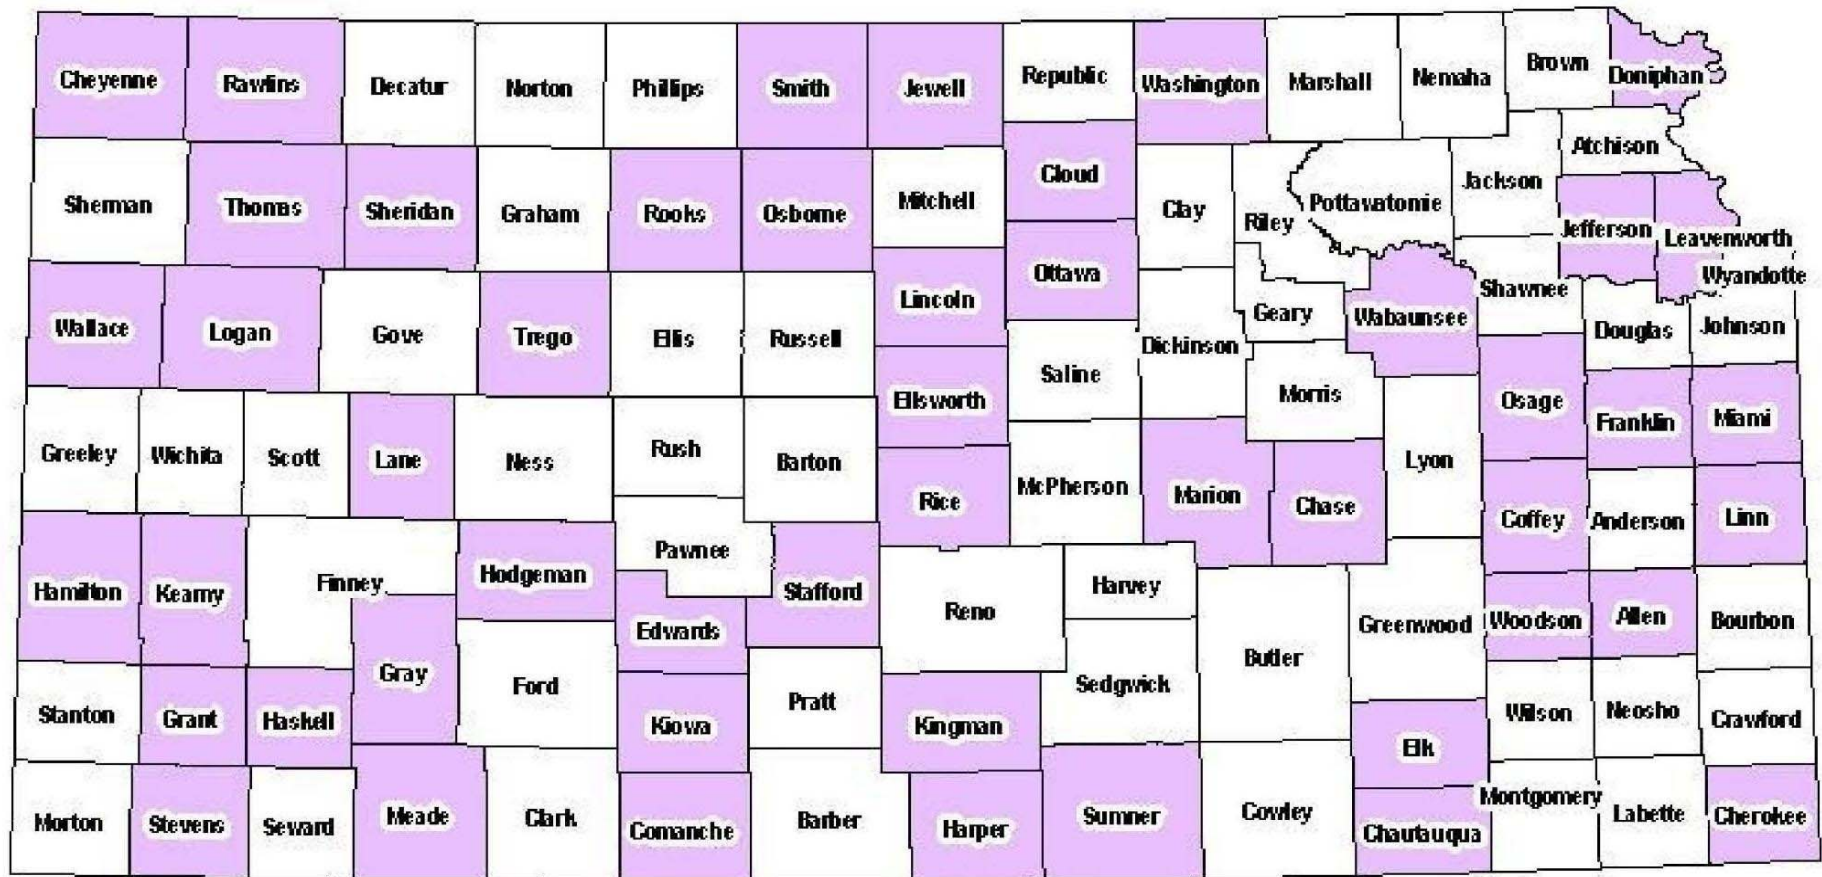 Cheyenne
Rawlins
Decatur
Norton
Phillips
Smith
Jewell
Republic
Washington
Marshall
Nemaha
Brown
Doniphan
Sherman
Thomas
Sheridan
Graham
Rooks
Osborne
Mitchell
Cloud
Clay
Riley
Pottawatomie
Jackson
Atchison
Jefferson
Leavenworth
Wyandotte
Wallace
Logan
Gove
Trego
Ellis
Russell
Lincoln
Ottawa
Dickinson
Geary
Wabaunsee
Shawnee
Douglas
Johnson
Greeley
Wichita
Scott
Lane
Ness
Rush
Barton
Ellsworth
Saline
Morris
Lyon
Osage
Franklin
Miami
Rice
McPherson
Marion
Chase
Coffey
Anderson
Linn
Hamilton
Kearny
Finney
Hodgeman
Pawnee
Stafford
Edwards
Reno
Harvey
Butler
Greenwood
Woodson
Allen
Bourbon
Stanton
Grant
Haskell
Gray
Ford
Kiowa
Pratt
Kingman
Sedgwick
Elk
Wilson
Neosho
Crawford
Morton
Stevens
Seward
Meade
Clark
Comanche
Barber
Harper
Sumner
Cowley
Chautauqua
Montgomery
Labette
Cherokee